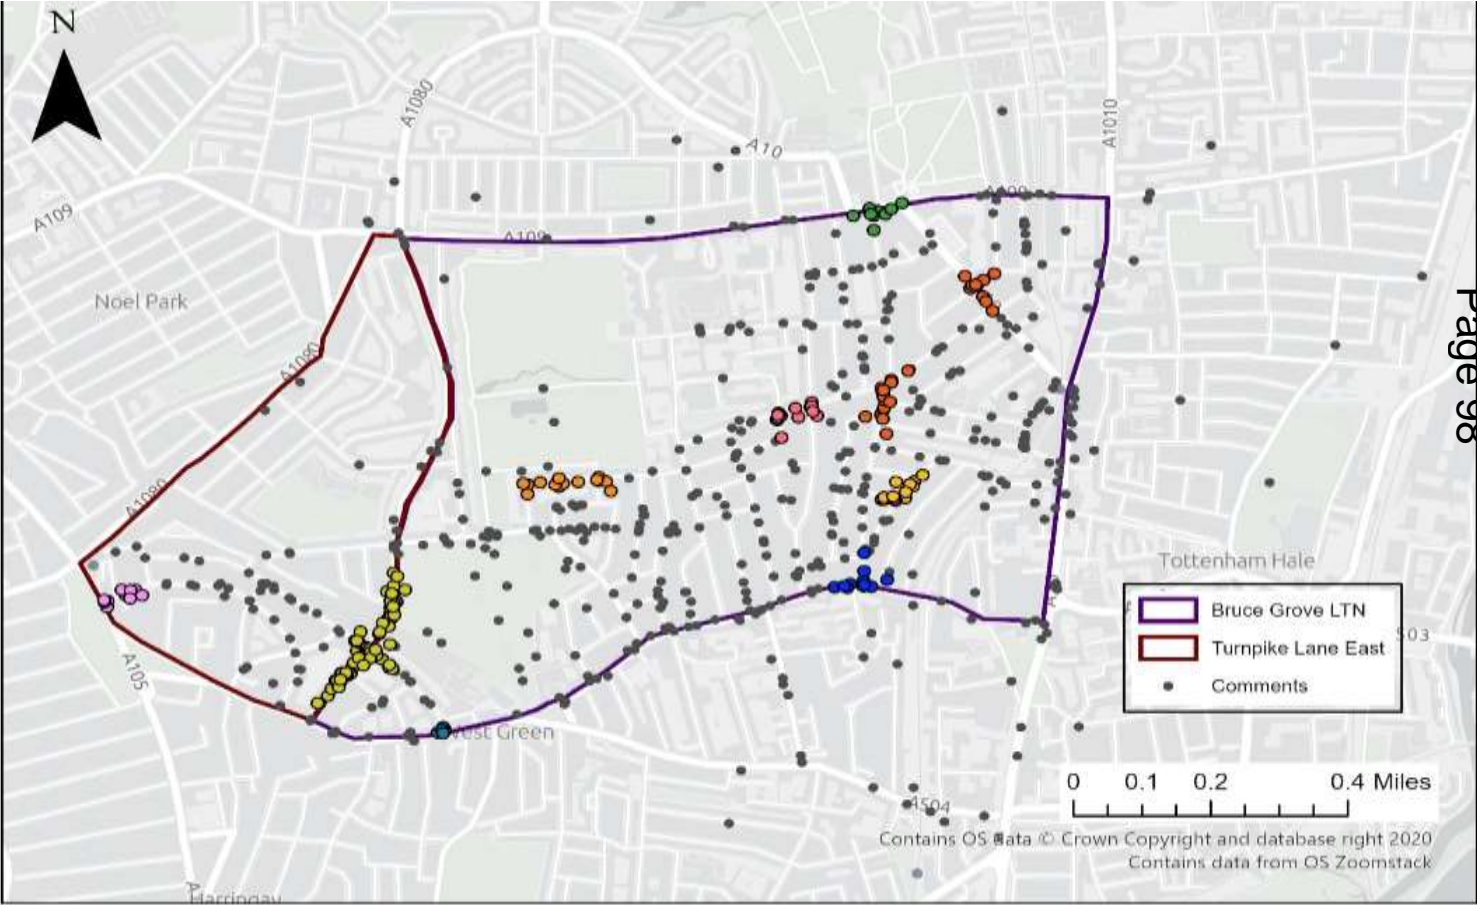 N
A1080
A1010
A10
A109
A109
A109
Noel Park
Page 98
A1080
A1080
Tottenham Hale
Bruce Grove LTN
Turnpike Lane East
503
A105
Comments
West Green
0 0.1 0.2 0.4 Miles
A504
Contains OS data © Crown Copyright and database right 2020
Contains data from OS Zoomstack
Harringay